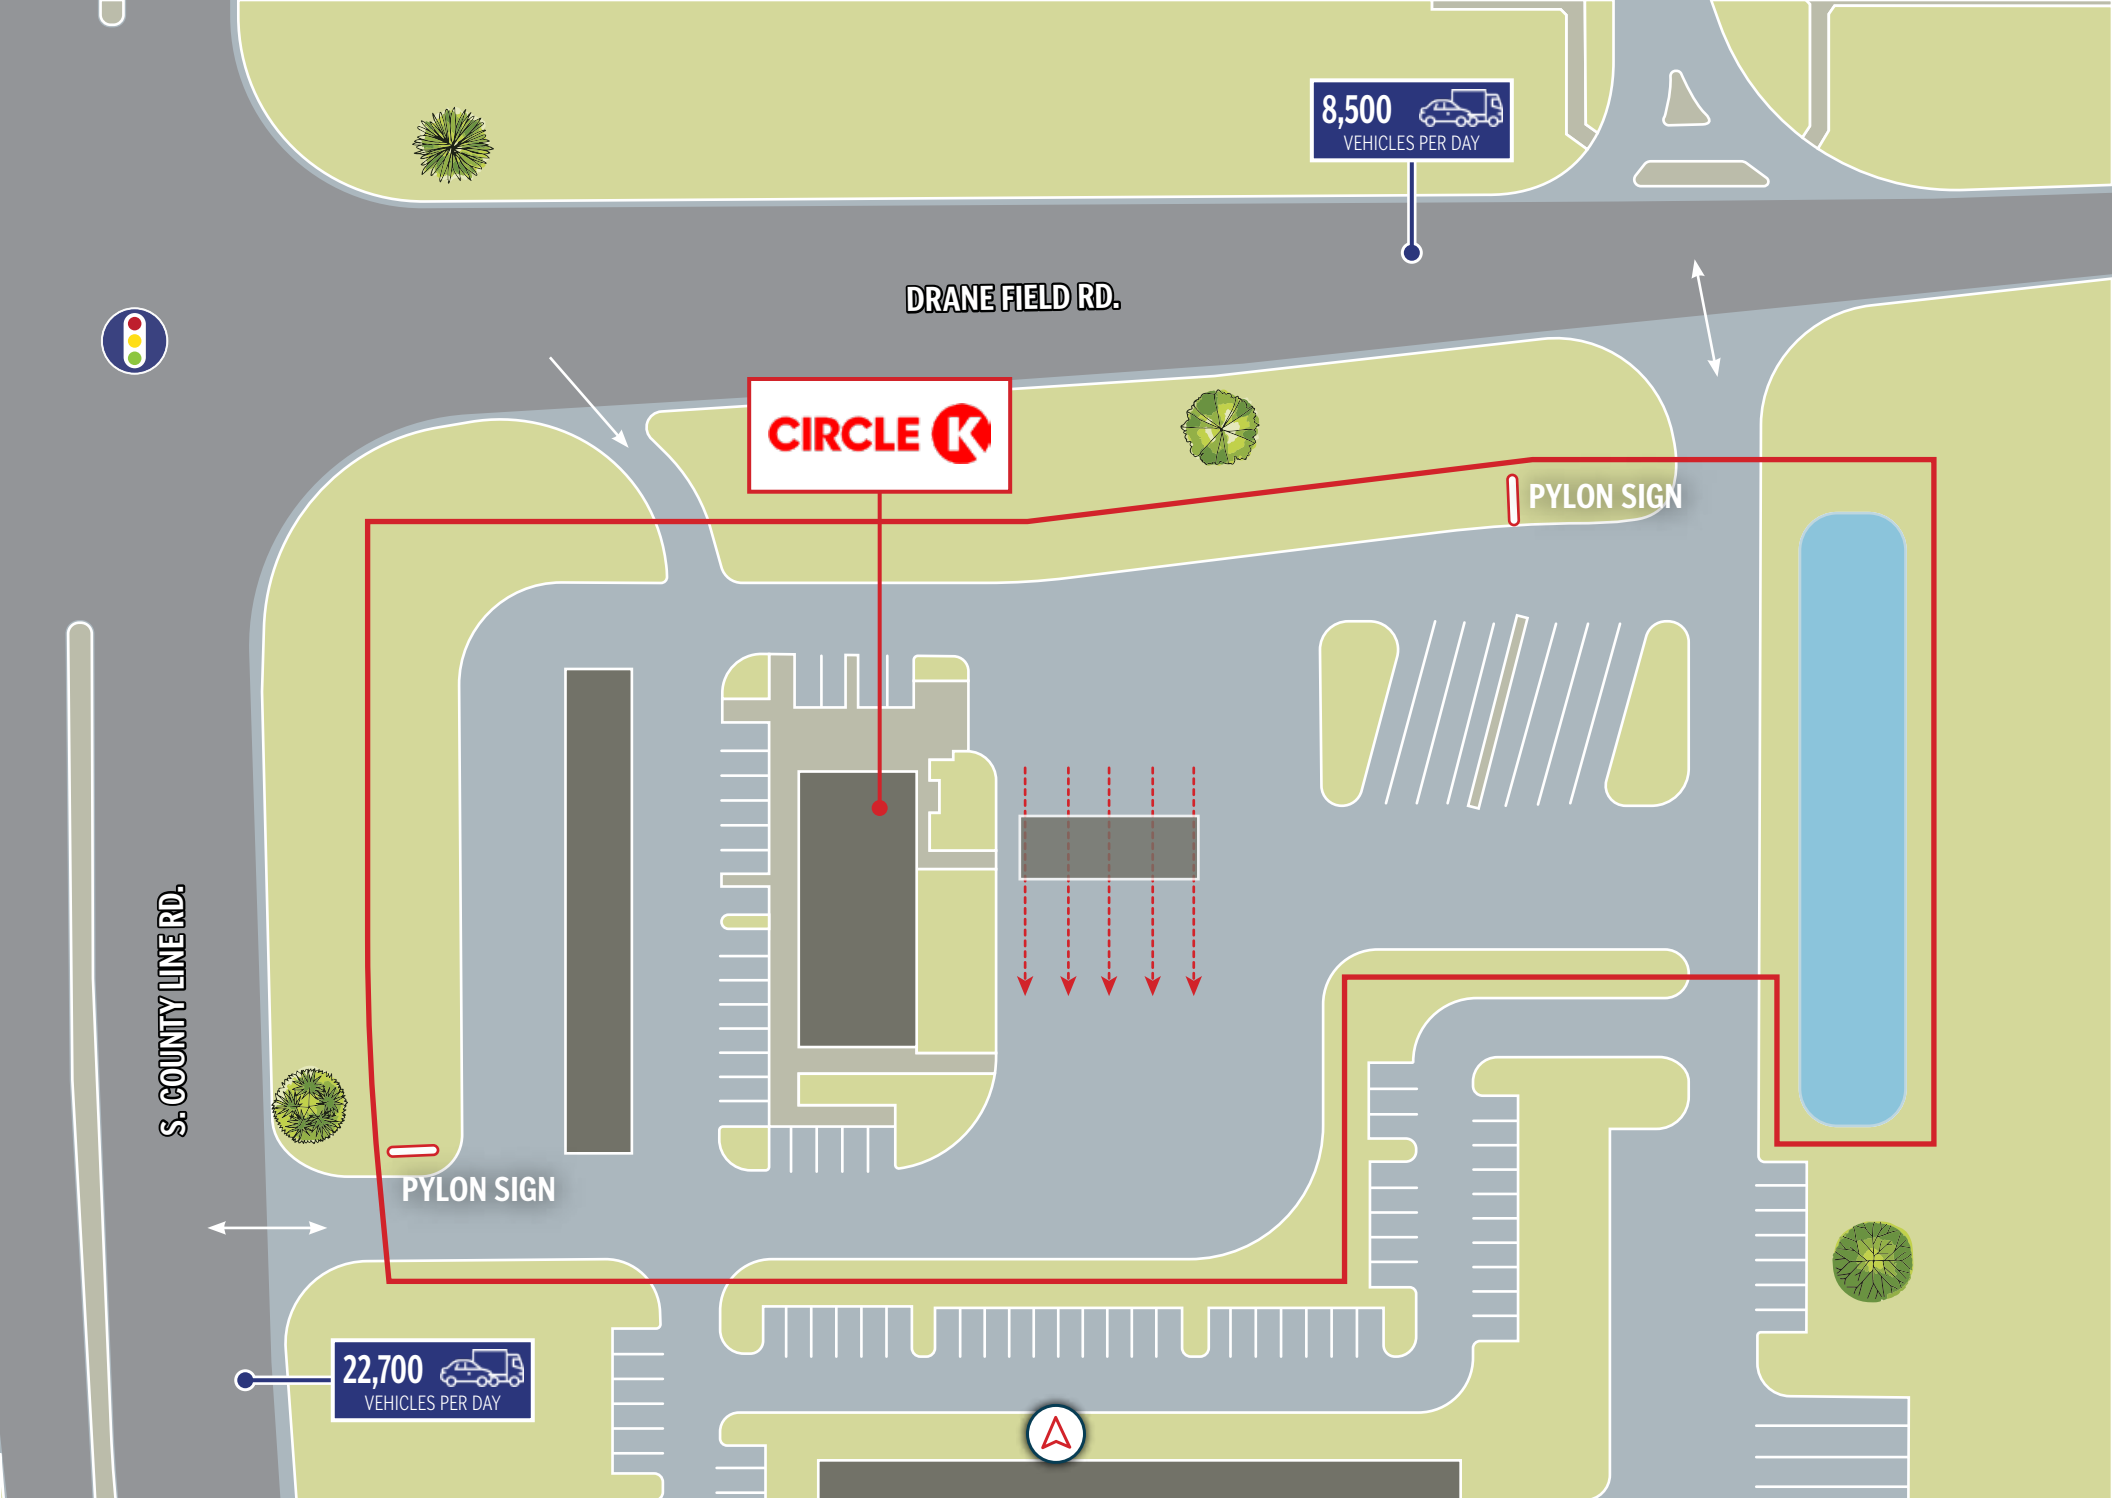 8,500
VEHICLES PER DAY
DRANE FIELD RD.
CIRCLE K
PYLON SIGN
S. COUNTY LINE RD.
PYLON SIGN
22,700
VEHICLES PER DAY